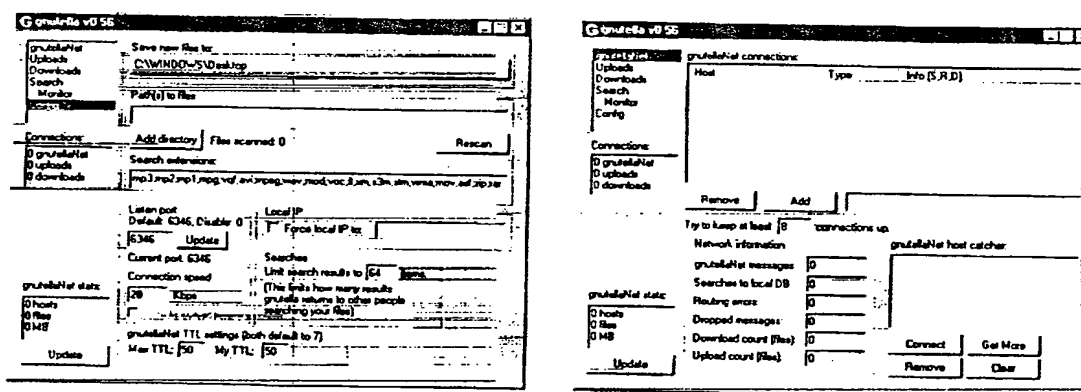 gnutella v0.56
gnutellaNet
Uploads
Downloads
Search
Monitor
Connections:
0 gnutellaNet
0 uploads
0 downloads
gnutellaNet stats:
0 hosts
0 files
0 MB
Update
Save new files to:
C:\WINDOWS\Desktop
Path(s) to files
Add directory Files scanned: 0 Rescan
Search extensions:
Listen port
Default: 6346, Disable: 0
6346 Update
Current port: 6346
Connection speed
28 Kbps
Local IP
Force local IP to:
Searches
Limit search results to 64 items.
(This limits how many results
gnutella returns to other people
searching your files)
gnutellaNet TTL settings (both default to 7)
Max TTL: 50 My TTL: 50
gnutella v0.56
Uploads
Downloads
Search
Monitor
Config
Connections:
0 gnutellaNet
0 uploads
0 downloads
gnutellaNet stats:
0 hosts
0 files
0 MB
Update
gnutellaNet connections:
Host Type Info (S,R,D)
Remove Add
Try to keep at least 8 connections up.
Network information
gnutellaNet messages: 0
Searches to local DB: 0
Routing errors: 0
Dropped messages: 0
Download count (files): 0
Upload count (files): 0
gnutellaNet host catcher:
Connect Get More
Remove Clear